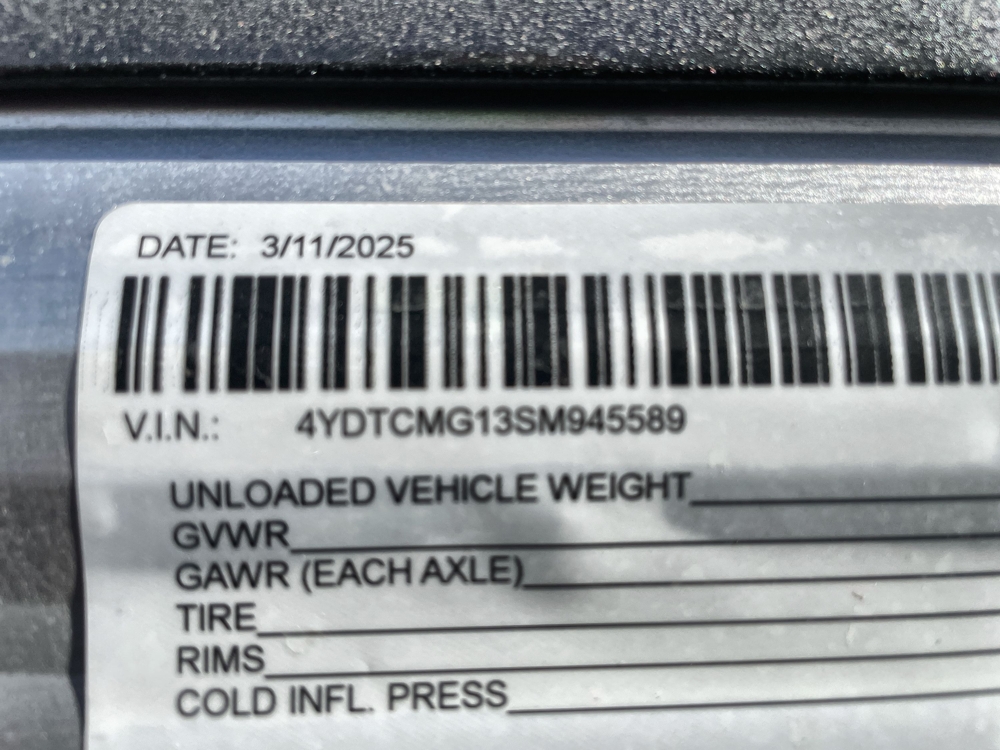 DATE: 3/11/2025
V.I.N.: 4YDTCMG13SM945589
UNLOADED VEHICLE WEIGHT
GVWR
GAWR (EACH AXLE)
TIRE
RIMS
COLD INFL. PRESS